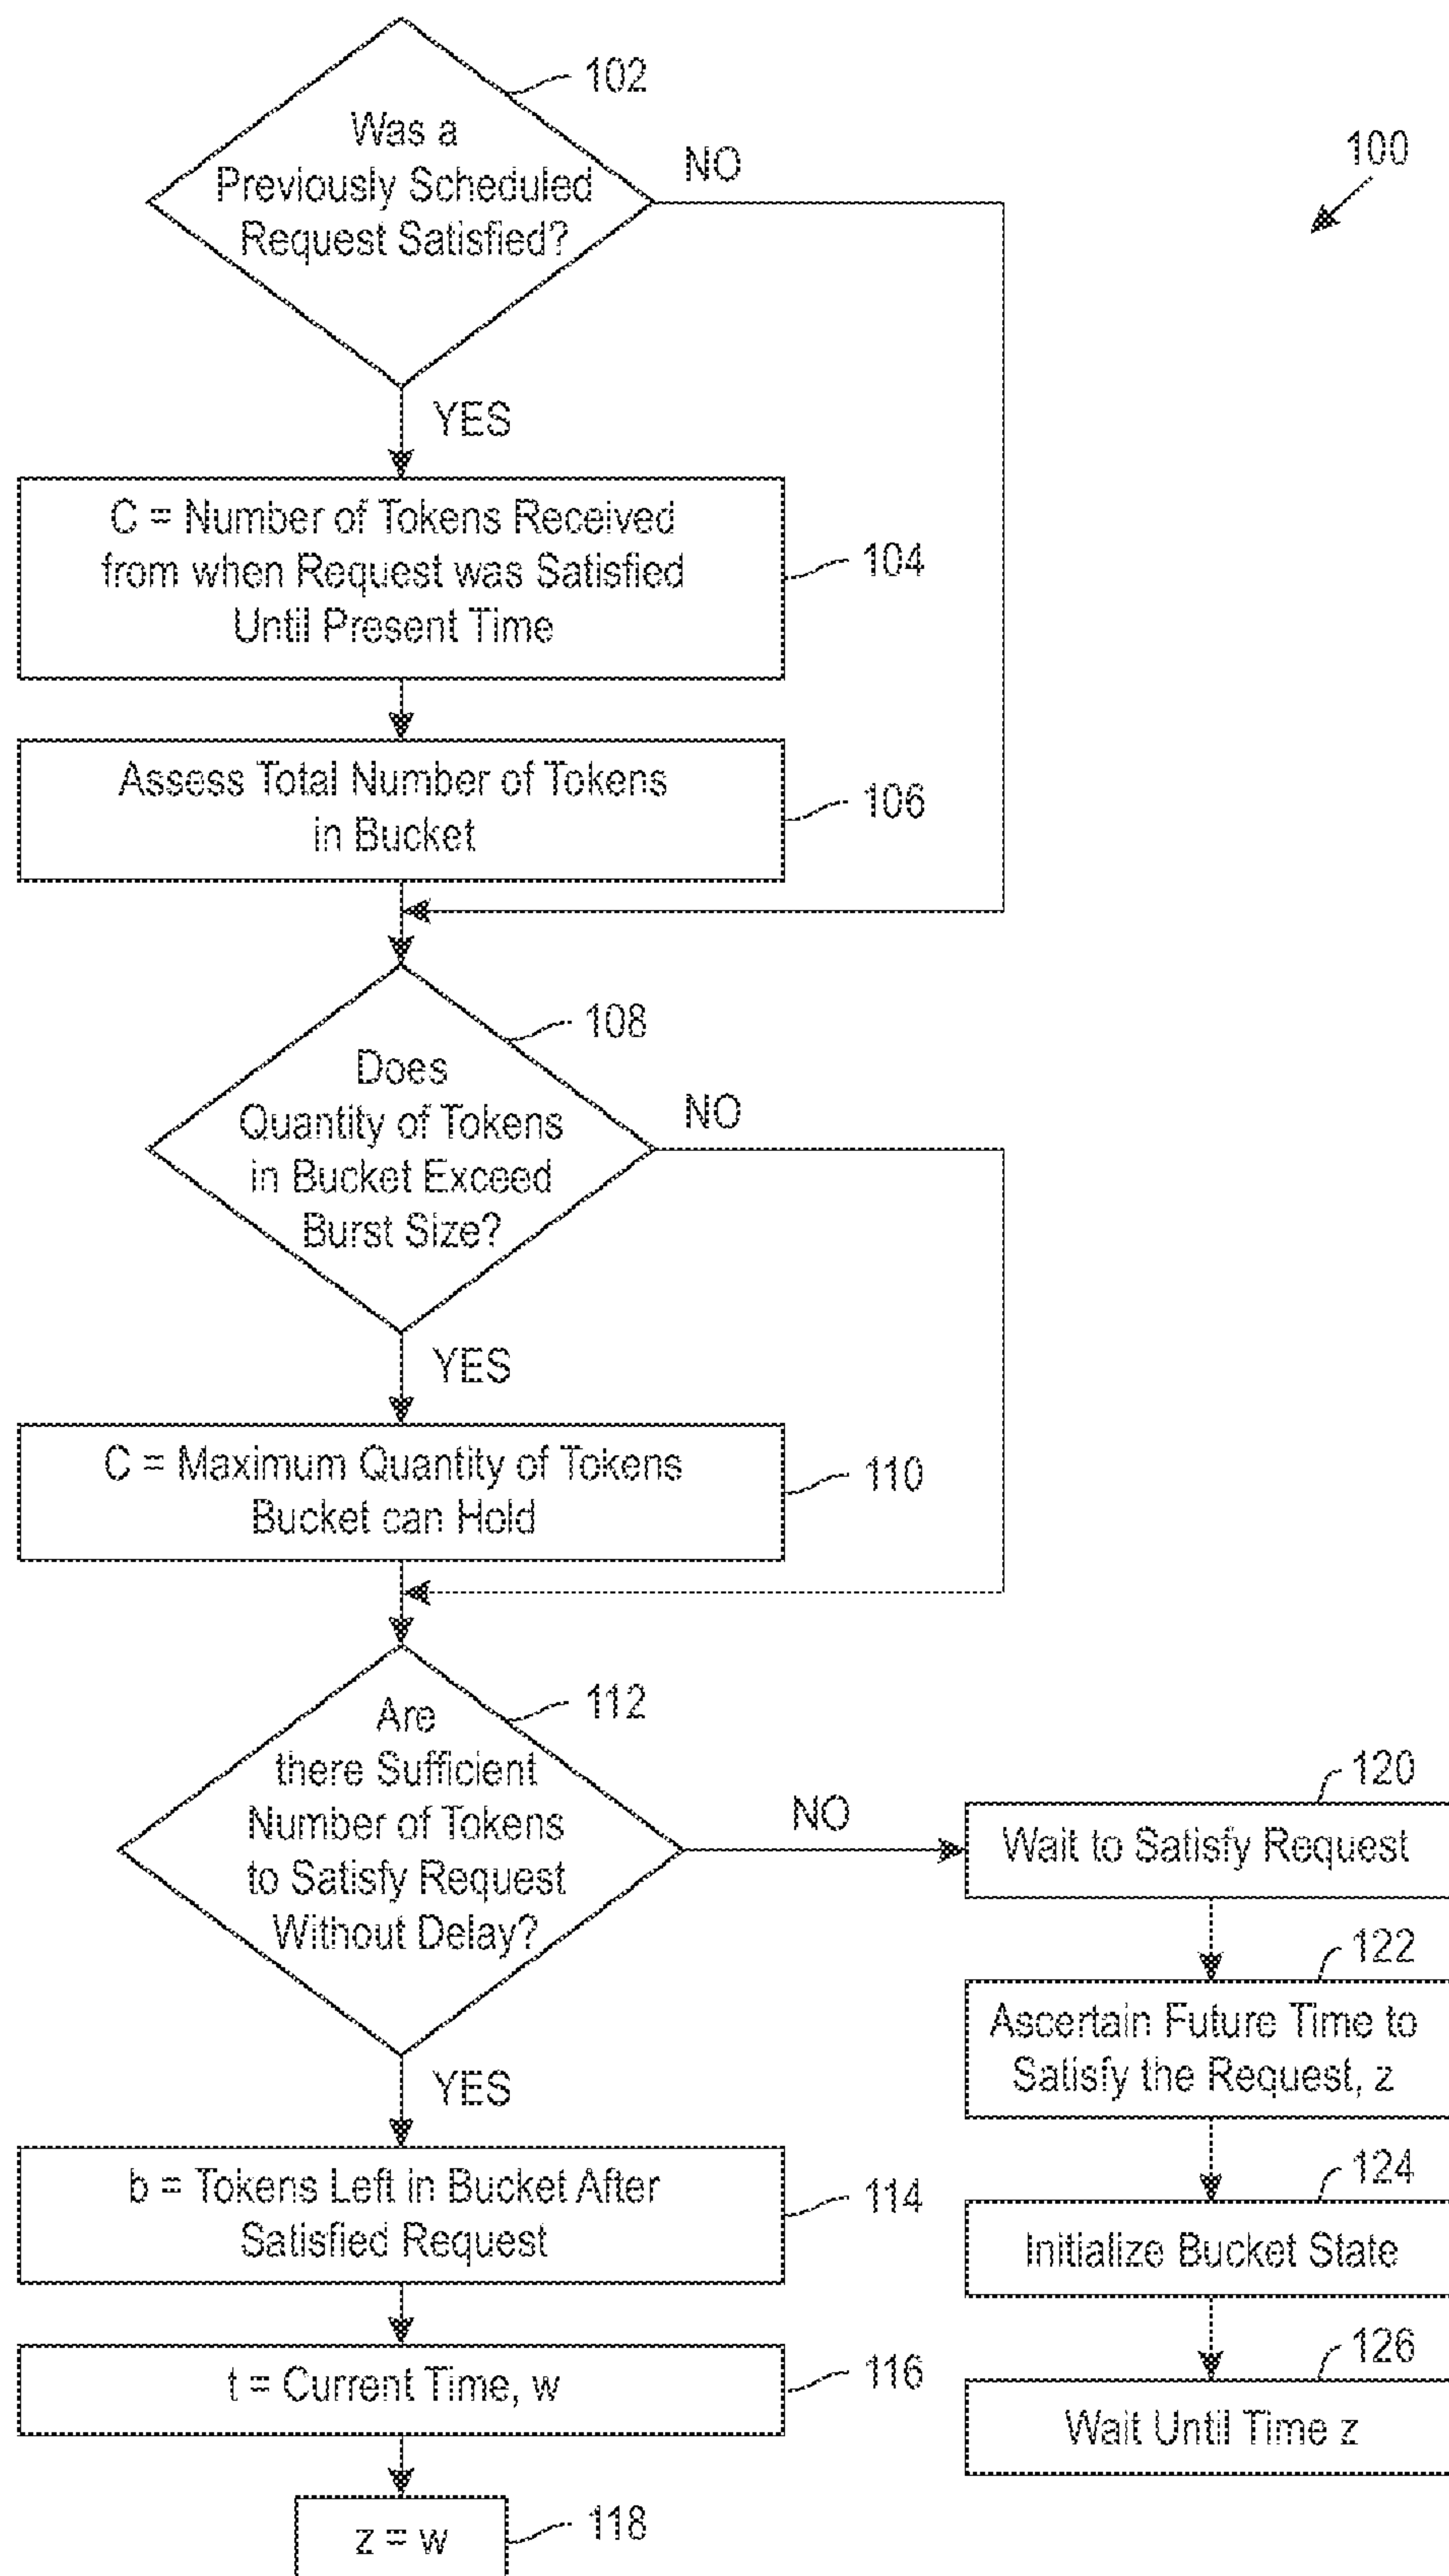 102
Was a
Previously Scheduled
Request Satisfied?
NO
100
YES
C = Number of Tokens Received
from when Request was Satisfied
Until Present Time
104
Assess Total Number of Tokens
in Bucket
106
108
Does
Quantity of Tokens
in Bucket Exceed
Burst Size?
NO
YES
C = Maximum Quantity of Tokens
Bucket can Hold
110
112
Are
there Sufficient
Number of Tokens
to Satisfy Request
Without Delay?
NO
120
Wait to Satisfy Request
122
Ascertain Future Time to
Satisfy the Request, z
124
Initialize Bucket State
126
Wait Until Time z
YES
b = Tokens Left in Bucket After
Satisfied Request
114
t = Current Time, w
116
z = w
118